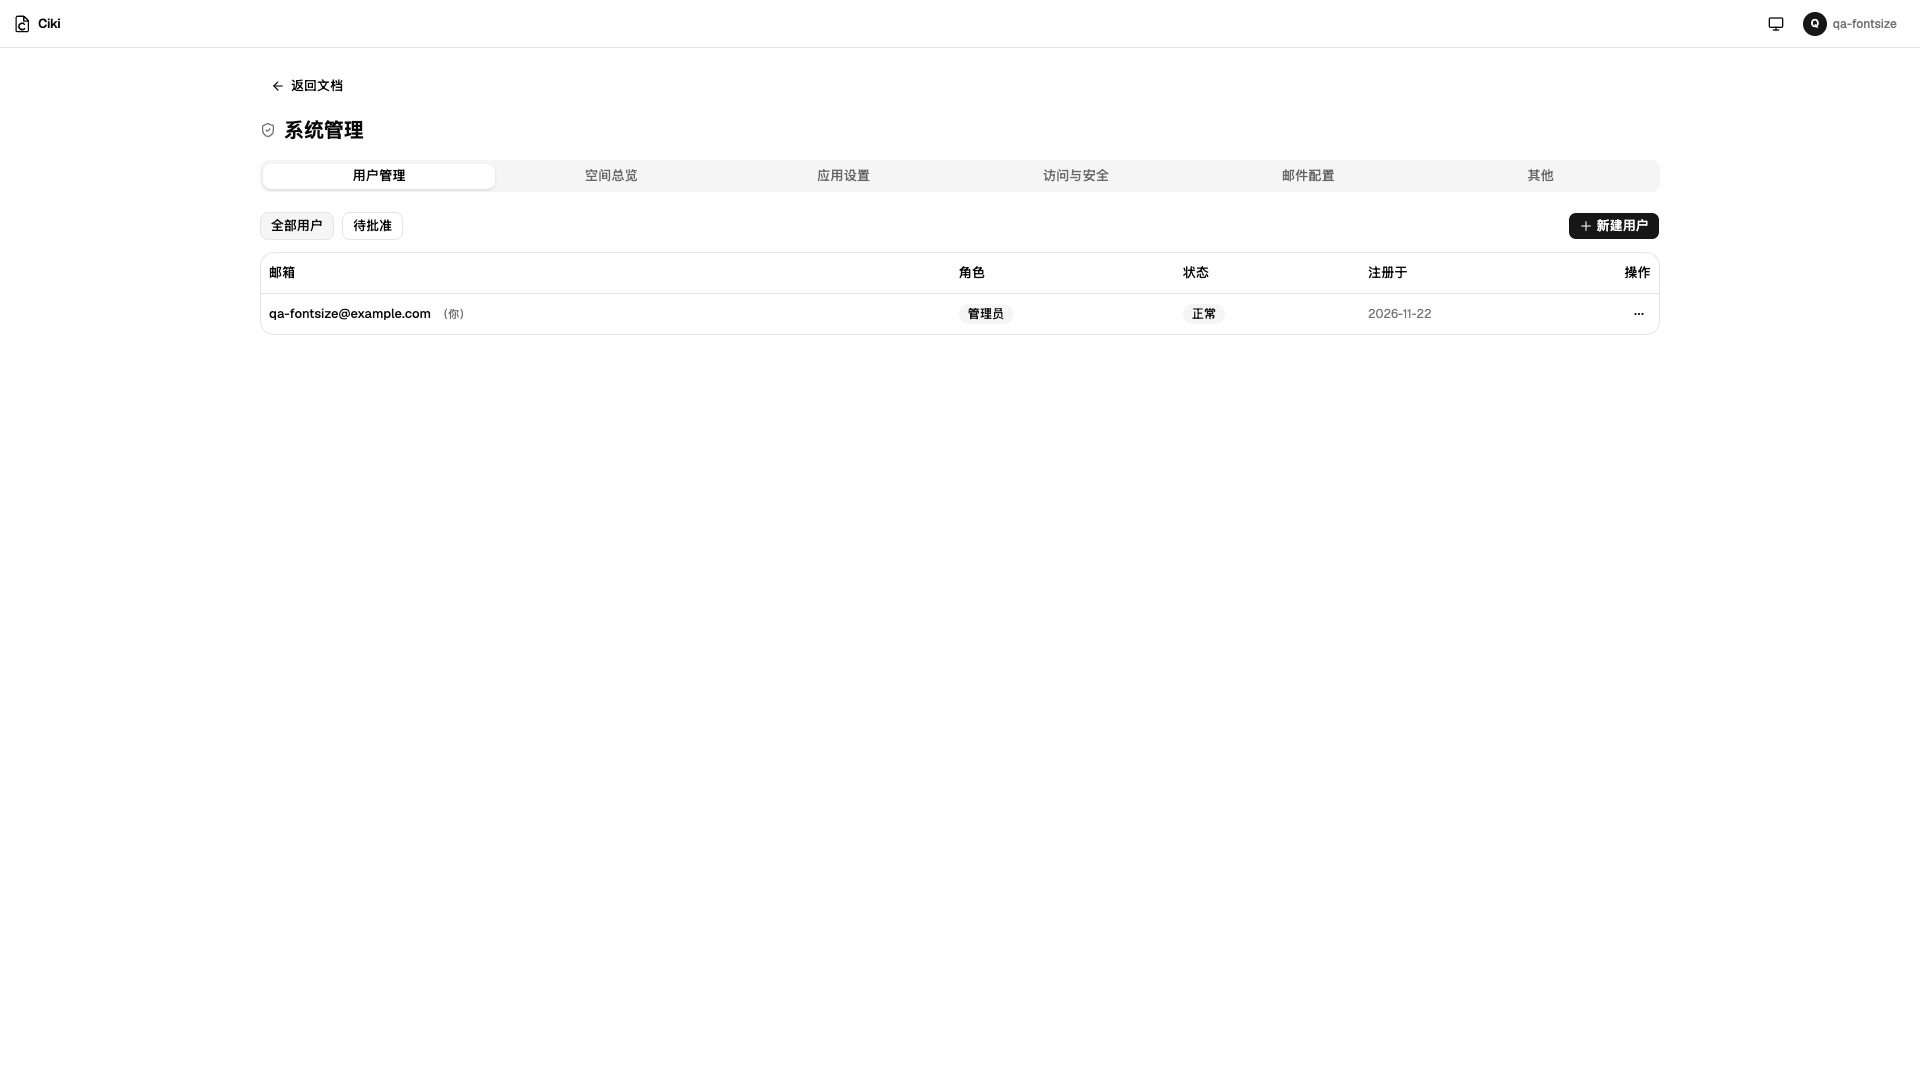 Ciki
Q qa-fontsize
返回文档
系统管理
用户管理 空间总览 应用设置 访问与安全 邮件配置 其他
全部用户 待批准 新建用户
邮箱 角色 状态 注册于 操作
qa-fontsize@example.com （你） 管理员 正常 2026-11-22 ...